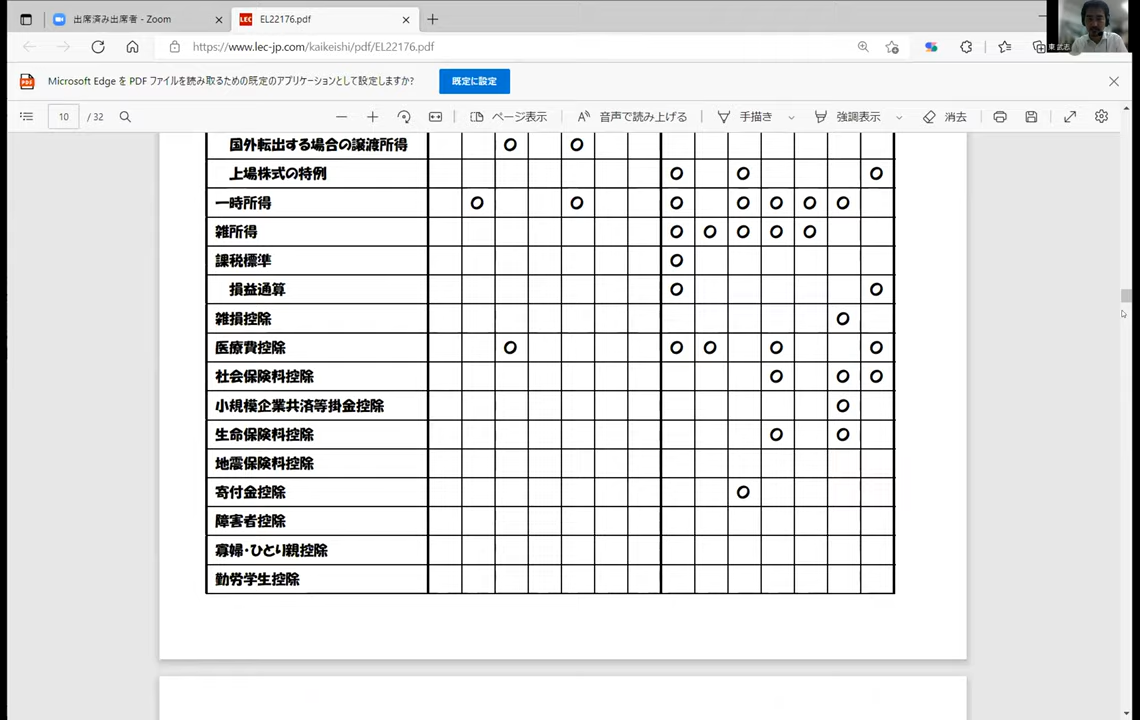 出席済み出席者 - Zoom
LEC EL22176.pdf
https://www.lec-jp.com/kaikeishi/pdf/EL22176.pdf
Microsoft Edge を PDF ファイルを読み取るための既定のアプリケーションとして設定しますか?
既定に設定
10 / 32
ページ表示
音声で読み上げる
手描き
強調表示
消去
国外転出する場合の譲渡所得 ○ ○
上場株式の特例 ○ ○ ○
一時所得 ○ ○ ○ ○ ○ ○ ○
雑所得 ○ ○ ○ ○ ○
課税標準 ○
損益通算 ○ ○
雑損控除 ○
医療費控除 ○ ○ ○ ○ ○
社会保険料控除 ○ ○ ○
小規模企業共済等掛金控除 ○
生命保険料控除 ○ ○
地震保険料控除
寄付金控除 ○
障害者控除
寡婦・ひとり親控除
勤労学生控除